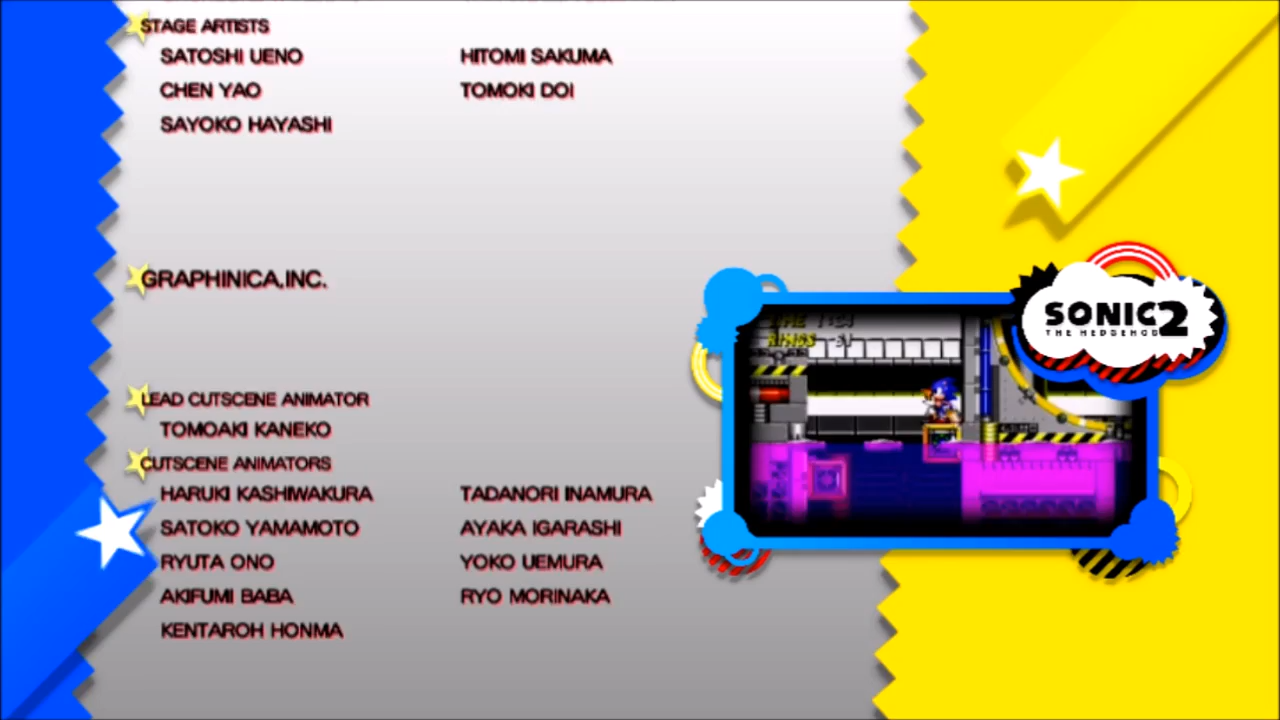 STAGE ARTISTS
SATOSHI UENO HITOMI SAKUMA
CHEN YAO TOMOKI DOI
SAYOKO HAYASHI
GRAPHINICA,INC.
LEAD CUTSCENE ANIMATOR
TOMOAKI KANEKO
CUTSCENE ANIMATORS
HARUKI KASHIWAKURA TADANORI INAMURA
SATOKO YAMAMOTO AYAKA IGARASHI
RYUTA ONO YOKO UEMURA
AKIFUMI BABA RYO MORINAKA
KENTAROH HONMA
SONIC 2
THE HEDGEHOG
RINGS